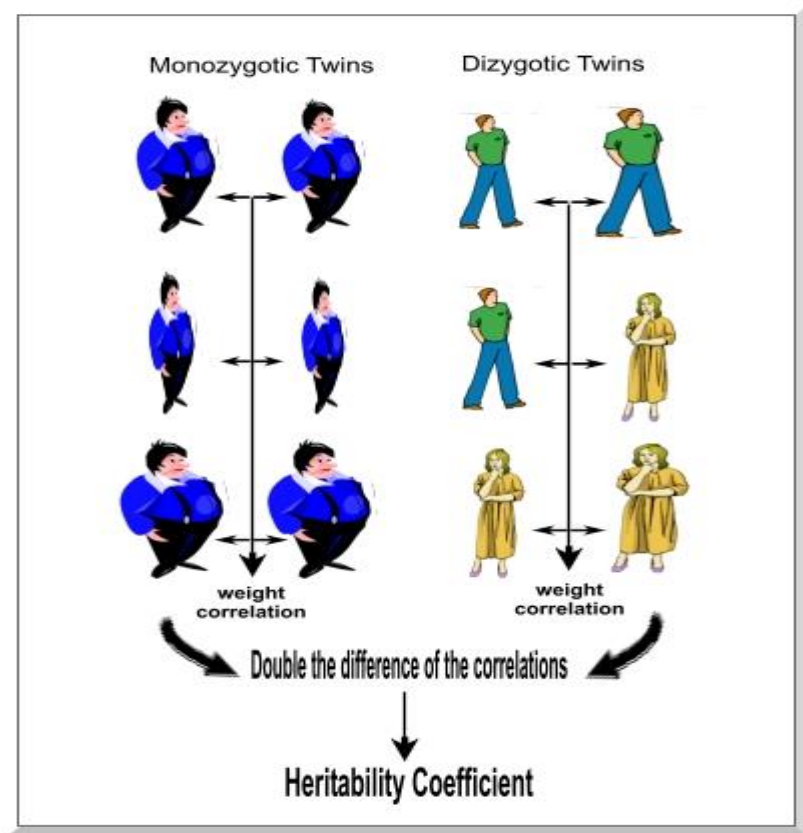 Monozygotic Twins
Dizygotic Twins
weight
correlation
weight
correlation
Double the difference of the correlations
Heritability Coefficient